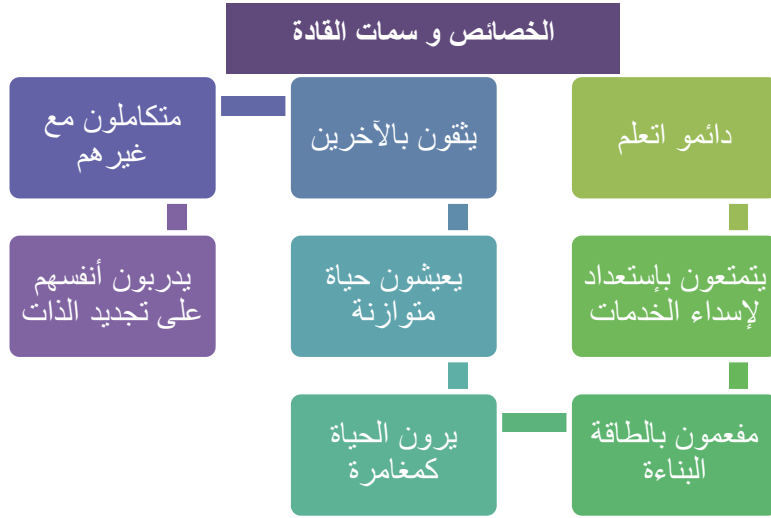 الخصائص و سمات القادة
دائمو اتعلم
يتمتعون بإستعداد
لإسداء الخدمات
مفعمون بالطاقة
البناءة
يرون الحياة
كمغامرة
يعيشون حياة
متوازنة
يثقون بالآخرين
متكاملون مع
غيرهم
يدربون أنفسهم
على تجديد الذات